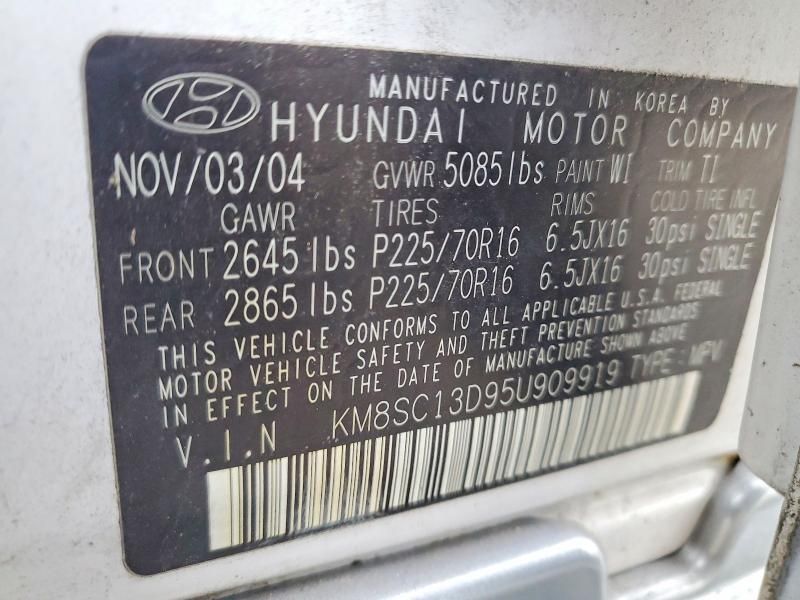 MANUFACTURED IN KOREA BY
HYUNDAI MOTOR COMPANY
NOV/03/04 GVWR 5085lbs PAINT WI TRIM TI
GAWR TIRES RIMS COLD TIRE INFL
FRONT 2645lbs P225/70R16 6.5JX16 30psi SINGLE
REAR 2865lbs P225/70R16 6.5JX16 30psi SINGLE
THIS VEHICLE CONFORMS TO ALL APPLICABLE U.S.A. FEDERAL
MOTOR VEHICLE SAFETY AND THEFT PREVENTION STANDARDS
IN EFFECT ON THE DATE OF MANUFACTURE SHOWN ABOVE
V.I.N KM8SC13D95U909919 TYPE : MPV